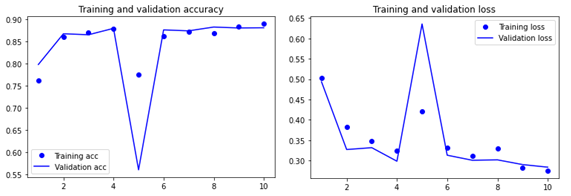 Training and validation accuracy
0.90
0.85
0.80
0.75
0.70
0.65
0.60
0.55
Training acc
Validation acc
2 4 6 8 10
Training and validation loss
0.65
0.60
0.55
0.50
0.45
0.40
0.35
0.30
Training loss
Validation loss
2 4 6 8 10